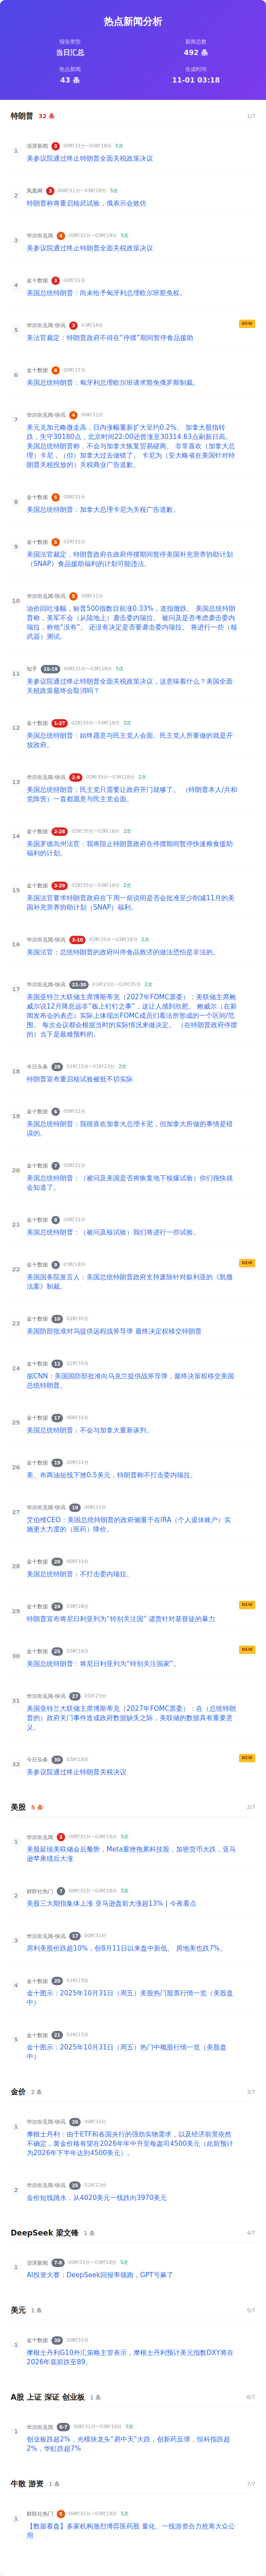 热点新闻分析
报告类型
新闻总数
当日汇总
492 条
热点新闻
生成时间
43 条
11-01 03:18
特朗普 32 条 1/7
1
澎湃新闻 3 00时31分~03时18分 5次
美参议院通过终止特朗普全面关税政策决议
2
凤凰网 3 00时31分~03时18分 5次
特朗普称将重启核武试验，俄表示会效仿
3
华尔街见闻 4 00时31分~03时18分 5次
美参议院通过终止特朗普全面关税政策决议
4
金十数据 3 00时31分
美国总统特朗普：尚未给予匈牙利总理欧尔班豁免权。
5
华尔街见闻-快讯 3 03时18分 NEW
美法官裁定：特朗普政府不得在“停摆”期间暂停食品援助
6
金十数据 4 00时31分
美国总统特朗普：匈牙利总理欧尔班请求豁免俄罗斯制裁。
7
华尔街见闻-快讯 4 00时31分
美元兑加元略微走高，日内涨幅重新扩大至约0.2%。 加拿大股指转
跌，失守30180点，北京时间22:00还曾涨至30314.63点刷新日高。
美国总统特朗普称，不会与加拿大恢复贸易磋商。 非常喜欢（加拿大总
理）卡尼，（但）加拿大过去做错了。 卡尼为（安大略省在美国针对特
朗普关税投放的）关税商业广告道歉。
8
金十数据 5 00时31分
美国总统特朗普：加拿大总理卡尼为关税广告道歉。
9
金十数据 5 02时35分
美国法官裁定，特朗普政府在政府停摆期间暂停美国补充营养协助计划
（SNAP）食品援助福利的计划可能违法。
10
华尔街见闻-快讯 5 00时31分
油价回吐涨幅，标普500指数目前涨0.33%，道指微跌。 美国总统特朗
普称，美军不会（从陆地上）袭击委内瑞拉。 被问及是否考虑袭击委内
瑞拉，称他“没有”。 还没有决定是否要袭击委内瑞拉。 将进行一些（核
武器）测试。
11
知乎 10-19 00时31分~03时18分 5次
美参议院通过终止特朗普全面关税政策决议，这意味着什么？美国全面
关税政策最终会取消吗？
12
金十数据 1-27 02时35分~03时18分 2次
美国总统特朗普：始终愿意与民主党人会面。民主党人所要做的就是开
放政府。
13
华尔街见闻-快讯 2-9 02时35分~03时18分 2次
美国总统特朗普：民主党只需要让政府开门就够了。 （特朗普本人/共和
党阵营）一直都愿意与民主党会面。
14
金十数据 2-28 02时35分~03时18分 2次
美国罗德岛州法官：我将阻止特朗普政府在停摆期间暂停快速粮食援助
福利的计划。
15
金十数据 3-29 02时35分~03时18分 2次
美国法官要求特朗普政府在下周一前说明是否会批准至少削减11月的美
国补充营养协助计划（SNAP）福利。
16
华尔街见闻-快讯 3-10 02时35分~03时18分 2次
美国法官：总统特朗普的政府叫停食品救济的做法恐怕是非法的。
17
华尔街见闻-快讯 21-30 01时23分~02时35分 2次
美国亚特兰大联储主席博斯蒂克（2027年FOMC票委）：美联储主席鲍
威尔说12月降息远非“板上钉钉之事”，这让人感到欣慰。 鲍威尔（在新
闻发布会的表态）实际上体现出FOMC成员们看法所形成的一个区间/范
围。 每次会议都会根据当时的实际情况来做决定。 （在特朗普政府停摆
的）当下是最难预料的。
18
今日头条 28 01时22分~01时23分 2次
特朗普宣布重启核试验被批不切实际
19
金十数据 6 00时31分
美国总统特朗普：我很喜欢加拿大总理卡尼，但加拿大所做的事情是错
误的。
20
金十数据 7 00时31分
美国总统特朗普：（被问及美国是否将恢复地下核爆试验）你们很快就
会知道了。
21
金十数据 8 00时31分
美国总统特朗普：（被问及核试验）我们将进行一些试验。
22
金十数据 9 03时18分 NEW
美国国务院发言人：美国总统特朗普政府支持废除针对叙利亚的《凯撒
法案》制裁。
23
金十数据 10 02时35分
美国防部批准对乌提供远程战斧导弹 最终决定权移交特朗普
24
金十数据 12 02时35分
据CNN：美国国防部批准向乌克兰提供战斧导弹，最终决策权移交美国
总统特朗普。
25
金十数据 17 00时31分
美国总统特朗普：不会与加拿大重新谈判。
26
金十数据 19 00时31分
美、布两油短线下挫0.5美元，特朗普称不打击委内瑞拉。
27
华尔街见闻-快讯 19 00时31分
艾伯维CEO：美国总统特朗普的政府侧重于在IRA（个人退休账户）实
施更大力度的（医药）降价。
28
金十数据 20 00时31分
美国总统特朗普：不打击委内瑞拉。
29
金十数据 24 03时18分 NEW
特朗普宣布将尼日利亚列为“特别关注国” 谴责针对基督徒的暴力
30
金十数据 25 03时18分 NEW
美国总统特朗普：将尼日利亚列为“特别关注国家”。
31
华尔街见闻-快讯 27 01时23分
美国亚特兰大联储主席博斯蒂克（2027年FOMC票委）：在（总统特朗
普的）政府关门事件造成政府数据缺失之际，美联储的数据具有重要意
义。
32
今日头条 30 03时18分 NEW
美参议院通过终止特朗普关税决议
美股 5 条 2/7
1
华尔街见闻 2 00时31分~03时18分 5次
美股延续美联储会后颓势，Meta重挫拖累科技股，加密货币大跌，亚马
逊苹果绩后大涨
2
财联社热门 7 00时31分~03时18分 5次
美股三大期指集体上涨 亚马逊盘前大涨超13% | 今夜看点
3
华尔街见闻-快讯 17 00时31分
房利美股价跌超10%，创8月11日以来盘中新低。 房地美也跌7%。
4
金十数据 20 01时23分
金十图示：2025年10月31日（周五）美股热门股票行情一览（美股盘
中）
5
金十数据 21 01时23分
金十图示：2025年10月31日（周五）热门中概股行情一览（美股盘
中）
金价 2 条 3/7
1
华尔街见闻-快讯 20 00时31分
摩根士丹利：由于ETF和各国央行的强劲实物需求，以及经济前景依然
不确定，黄金价格有望在2026年年中升至每盎司4500美元（此前预计
为2026年下半年达到4500美元）。
2
华尔街见闻-快讯 25 01时23分
金价短线跳水，从4020美元一线跌向3970美元
DeepSeek 梁文锋 1 条 4/7
1
澎湃新闻 7-8 00时31分~03时18分 5次
AI投资大赛：DeepSeek回报率领跑，GPT亏麻了
美元 1 条 5/7
1
金十数据 30 00时31分
摩根士丹利G10外汇策略主管表示，摩根士丹利预计美元指数DXY将在
2026年底前跌至89。
A股 上证 深证 创业板 1 条 6/7
1
华尔街见闻 6-7 00时31分~03时18分 5次
创业板跌超2%，光模块龙头"易中天"大跌，创新药反弹，恒科指跌超
2%，华虹跌超7%
牛散 游资 1 条 7/7
1
财联社热门 5 00时31分~03时18分 5次
【数据看盘】多家机构激烈博弈医药股 量化、一线游资合力抢筹大众公
用